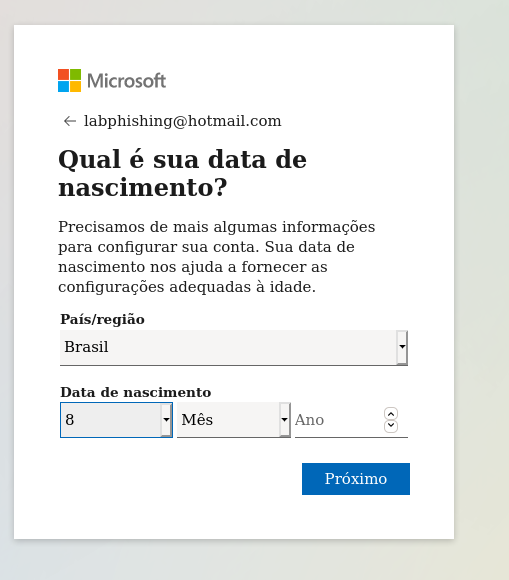 Microsoft
labphishing@hotmail.com
Qual é sua data de
nascimento?
Precisamos de mais algumas informações
para configurar sua conta. Sua data de
nascimento nos ajuda a fornecer as
configurações adequadas à idade.
País/região
Brasil
Data de nascimento
8 Mês Ano
Próximo